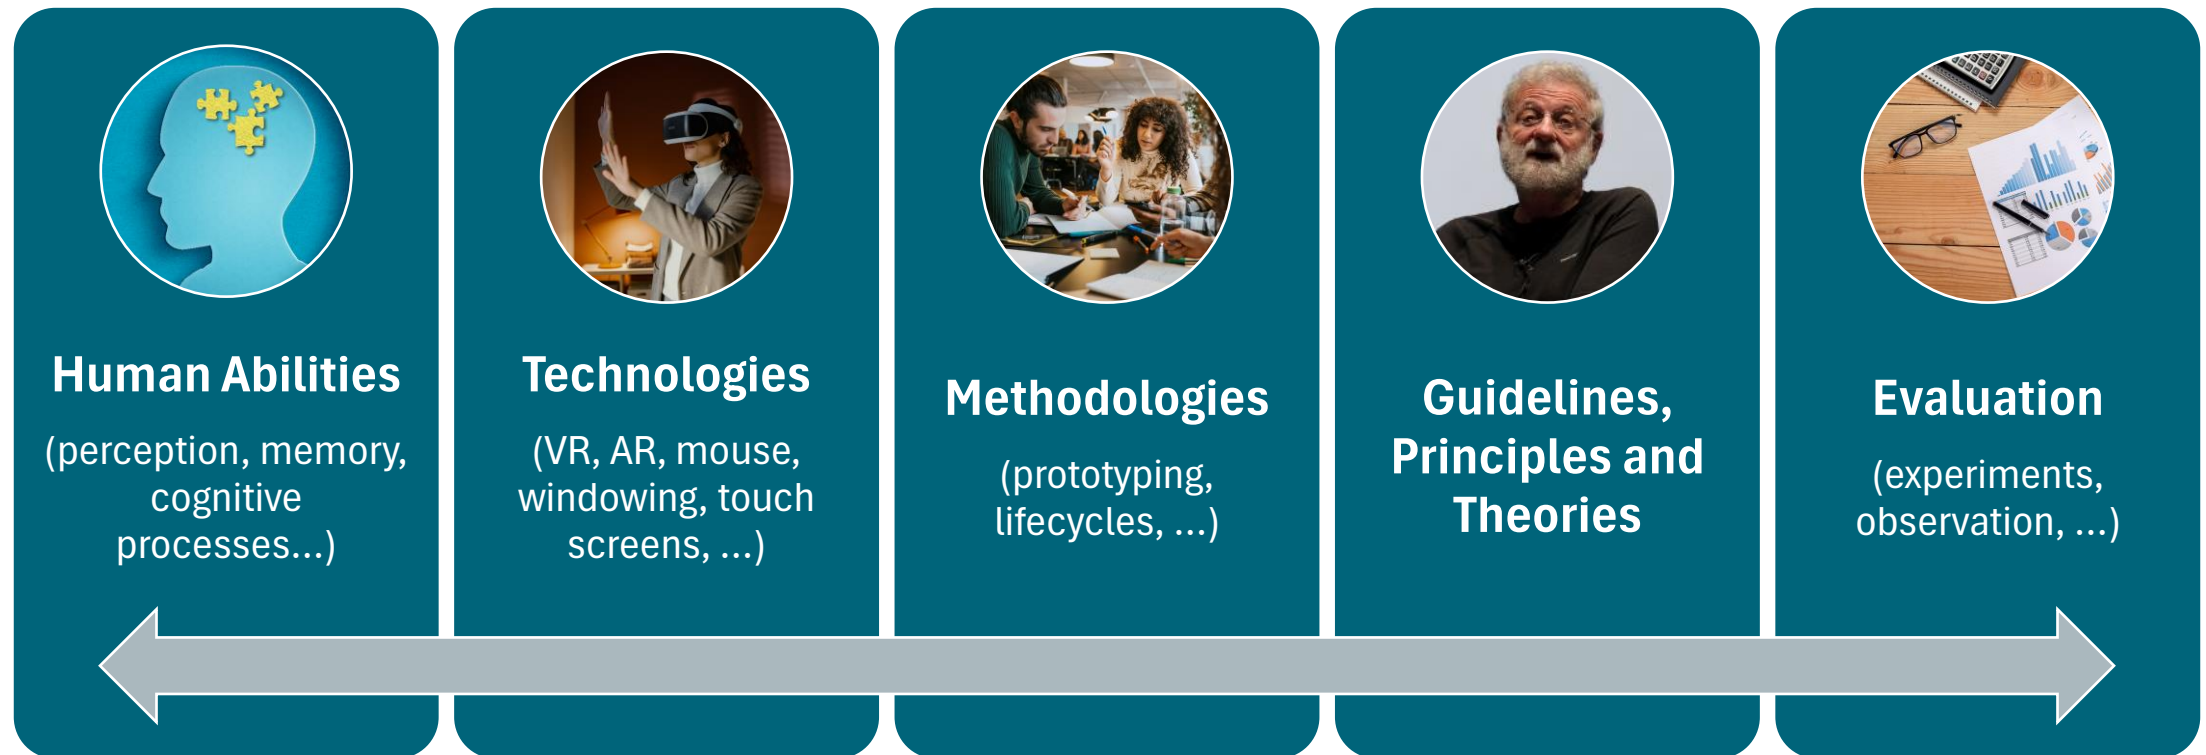 Human Abilities
(perception, memory,
cognitive
processes...)
Technologies
(VR, AR, mouse,
windowing, touch
screens, ...)
Methodologies
(prototyping,
lifecycles, ...)
Guidelines,
Principles and
Theories
Evaluation
(experiments,
observation, ...)